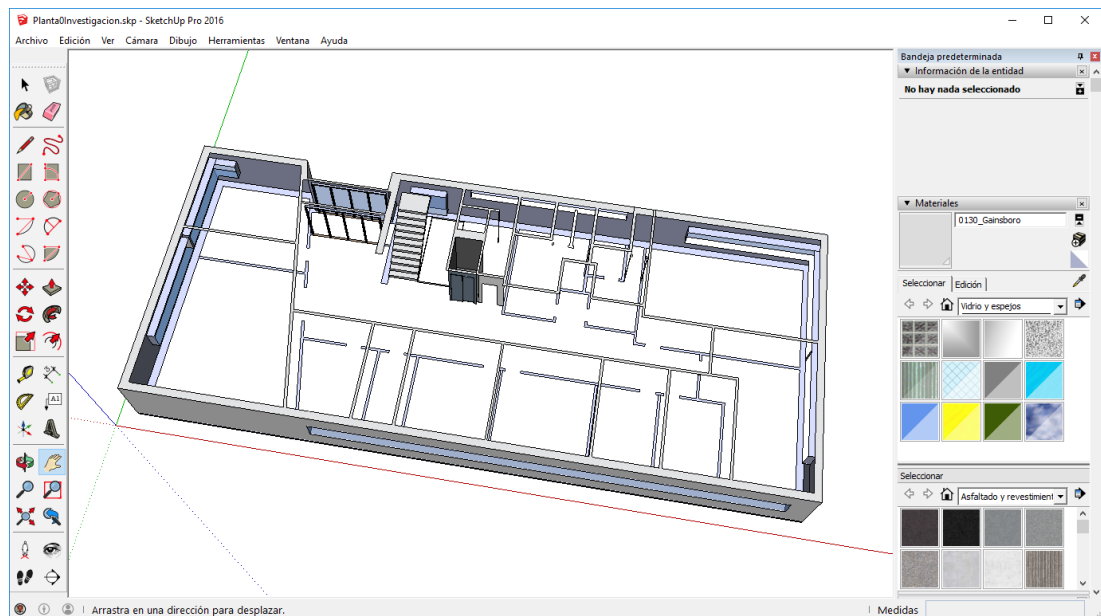 Planta0Investigacion.skp - SketchUp Pro 2016
Archivo Edición Ver Cámara Dibujo Herramientas Ventana Ayuda
Bandeja predeterminada
Información de la entidad
No hay nada seleccionado
Materiales
0130_Gainsboro
Seleccionar Edición
Vidrio y espejos
Seleccionar
Asfaltado y revestimient
A1
Arrastra en una dirección para desplazar.
Medidas